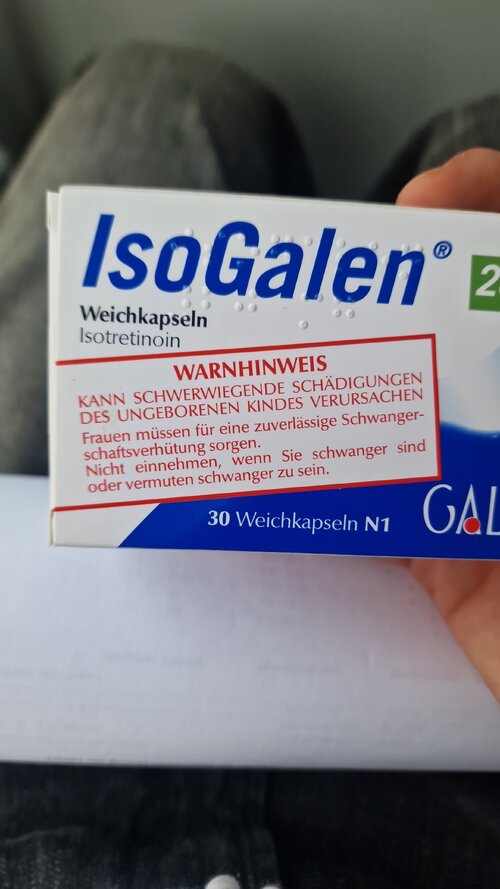 IsoGalen®
Weichkapseln
Isotretinoin
WARNHINWEIS
KANN SCHWERWIEGENDE SCHÄDIGUNGEN
DES UNGEBORENEN KINDES VERURSACHEN
Frauen müssen für eine zuverlässige Schwanger-
schaftsverhütung sorgen.
Nicht einnehmen, wenn Sie schwanger sind
oder vermuten schwanger zu sein.
30 Weichkapseln N1